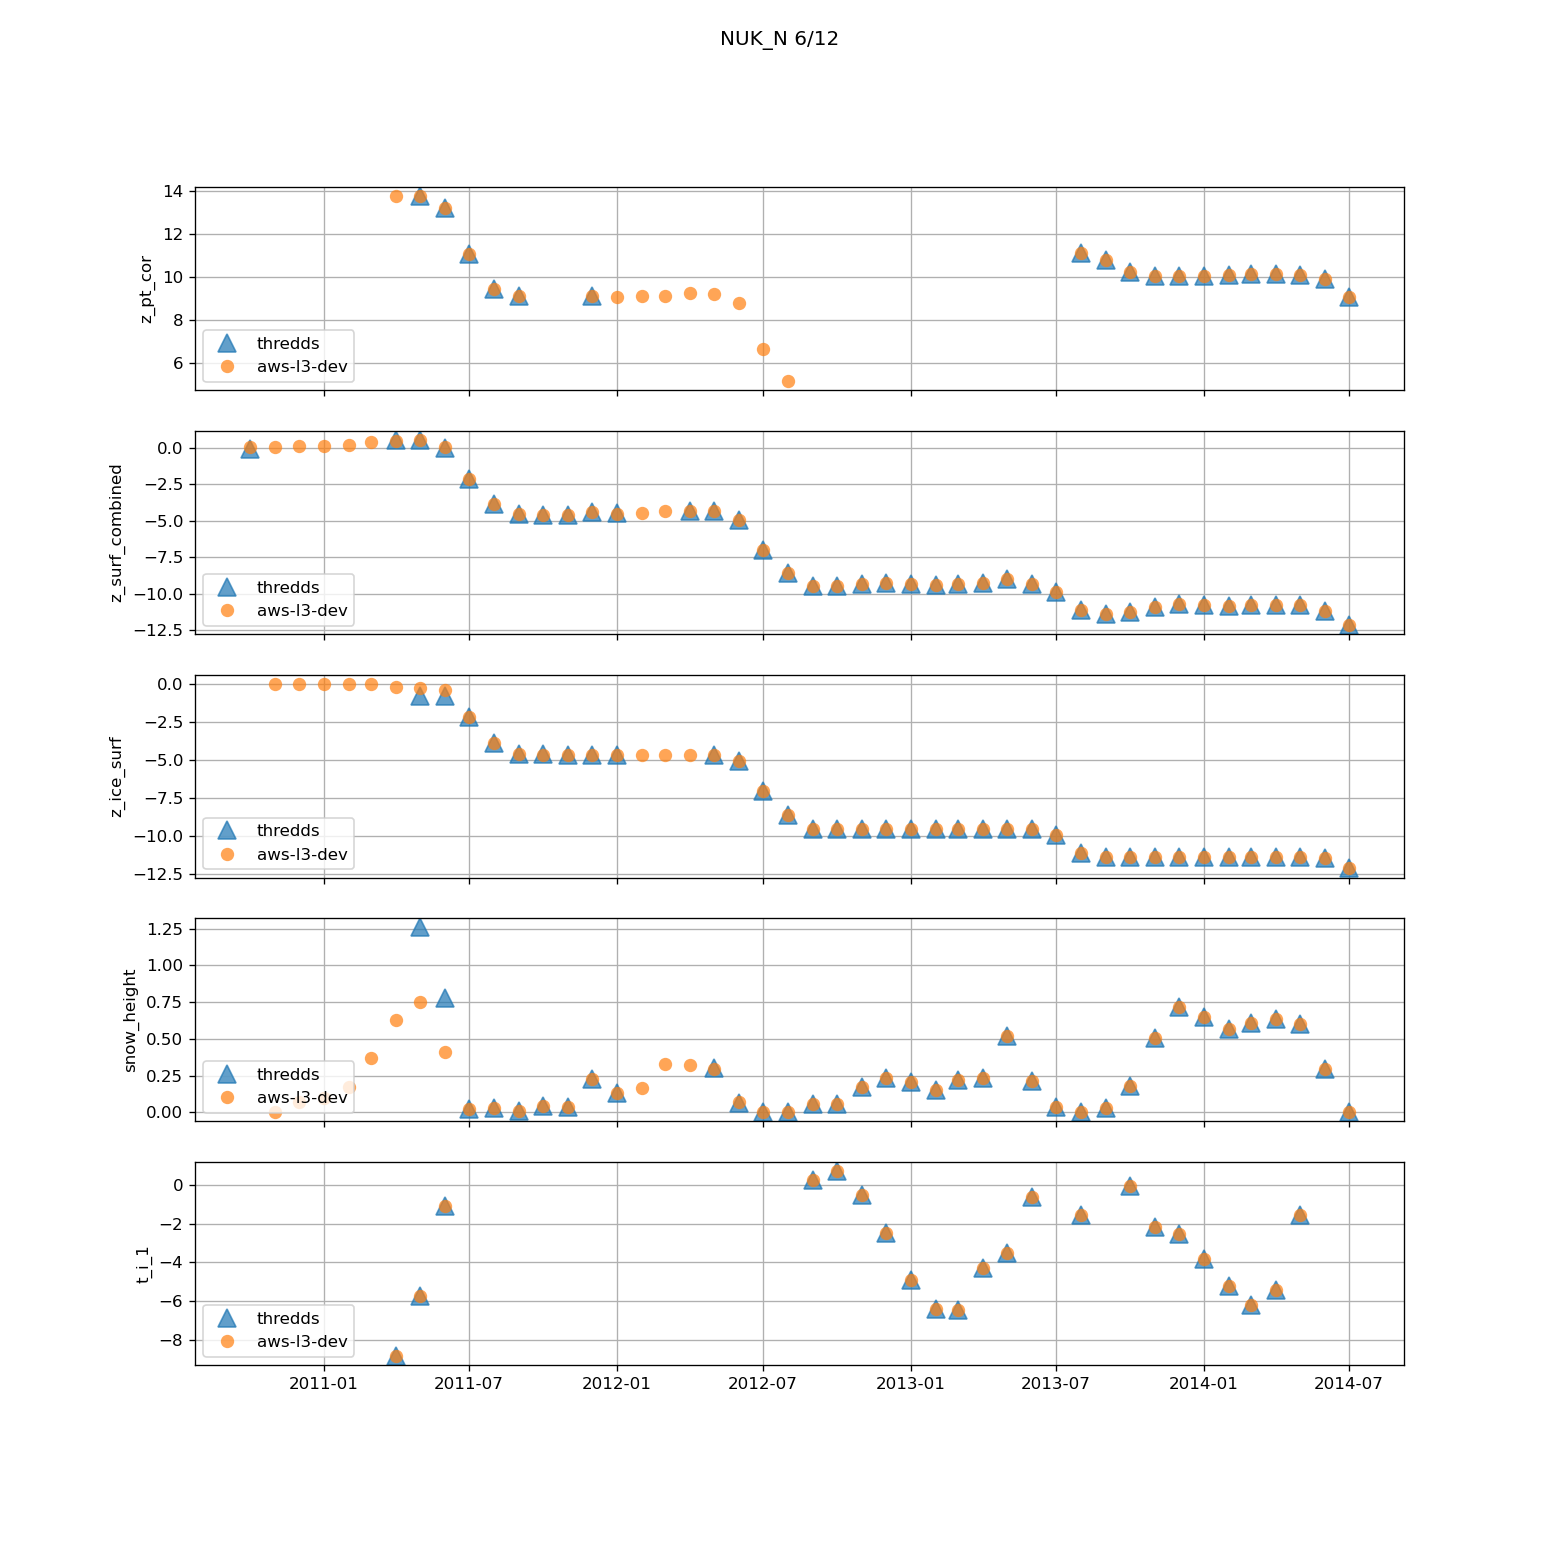 NUK_N 6/12
14
12
10
8
6
z_pt_cor
thredds
aws-l3-dev
0.0
−2.5
−5.0
−7.5
−10.0
−12.5
z_surf_combined
thredds
aws-l3-dev
0.0
−2.5
−5.0
−7.5
−10.0
−12.5
z_ice_surf
thredds
aws-l3-dev
1.25
1.00
0.75
0.50
0.25
0.00
snow_height
thredds
aws-l3-dev
0
−2
−4
−6
−8
t_i_1
thredds
aws-l3-dev
2011-01 2011-07 2012-01 2012-07 2013-01 2013-07 2014-01 2014-07